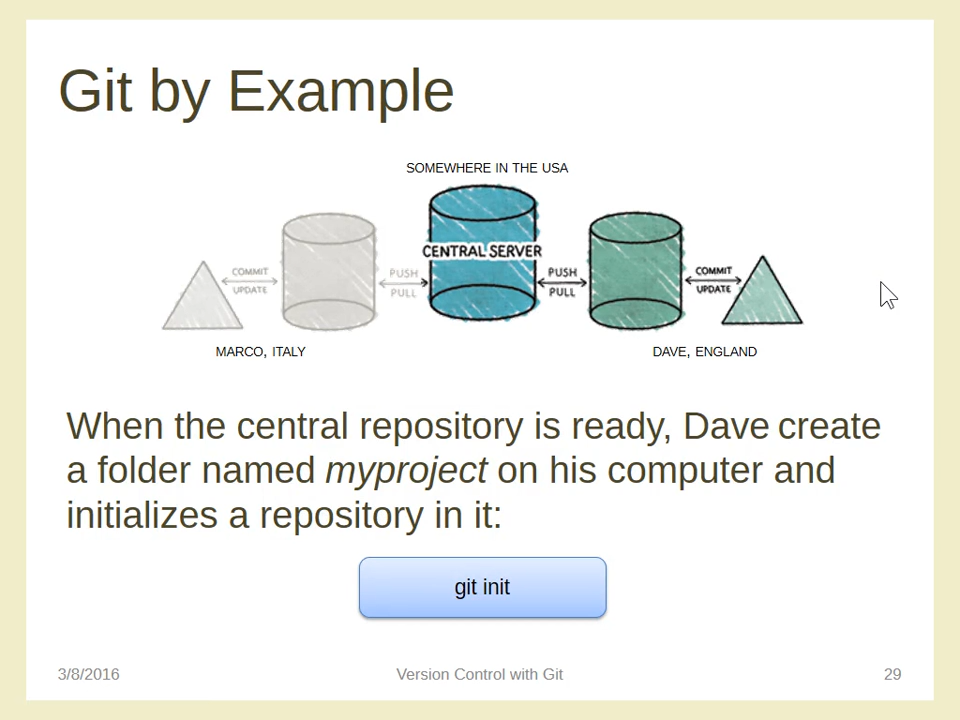 Git by Example
SOMEWHERE IN THE USA
CENTRAL SERVER
COMMIT
UPDATE
PUSH
PULL
PUSH
PULL
COMMIT
UPDATE
MARCO, ITALY
DAVE, ENGLAND
When the central repository is ready, Dave create
a folder named myproject on his computer and
initializes a repository in it:
git init
3/8/2016
Version Control with Git
29